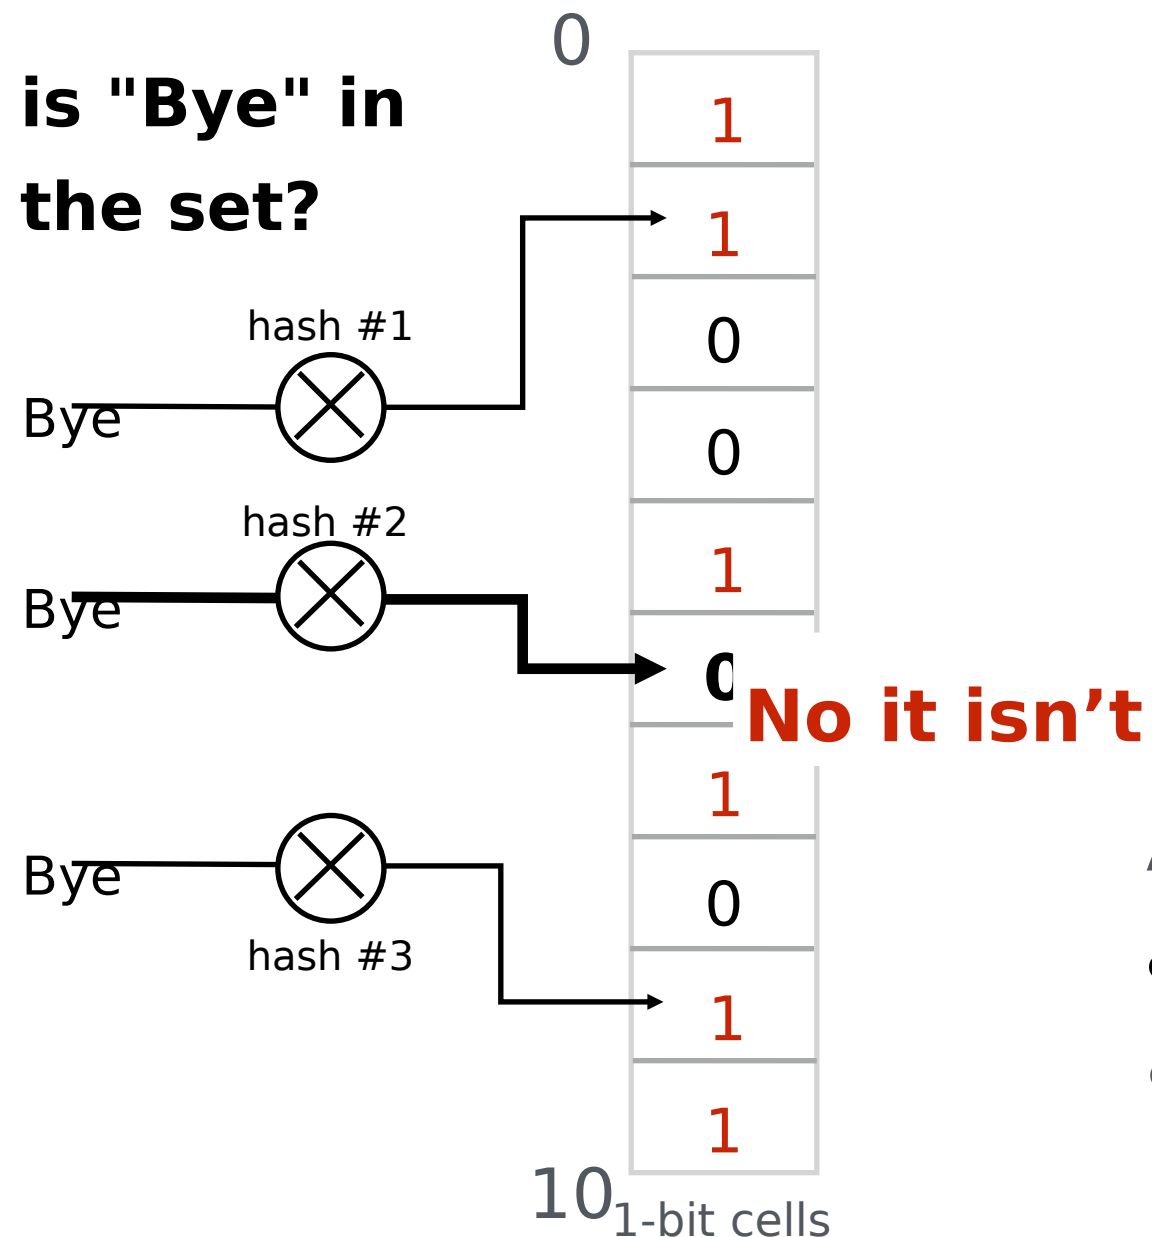 0
is "Bye" in
the set?
1
1
hash #1
0
Bye
0
hash #2
1
Bye
0
No it isn’t
1
Bye
0
hash #3
1
1
10
1-bit cells